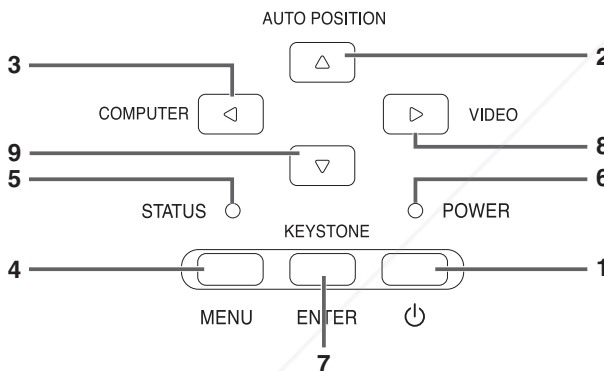 AUTO POSITION
3
2
COMPUTER
VIDEO
9
8
5
6
STATUS
POWER
KEYSTONE
4
1
MENU
ENTER
7